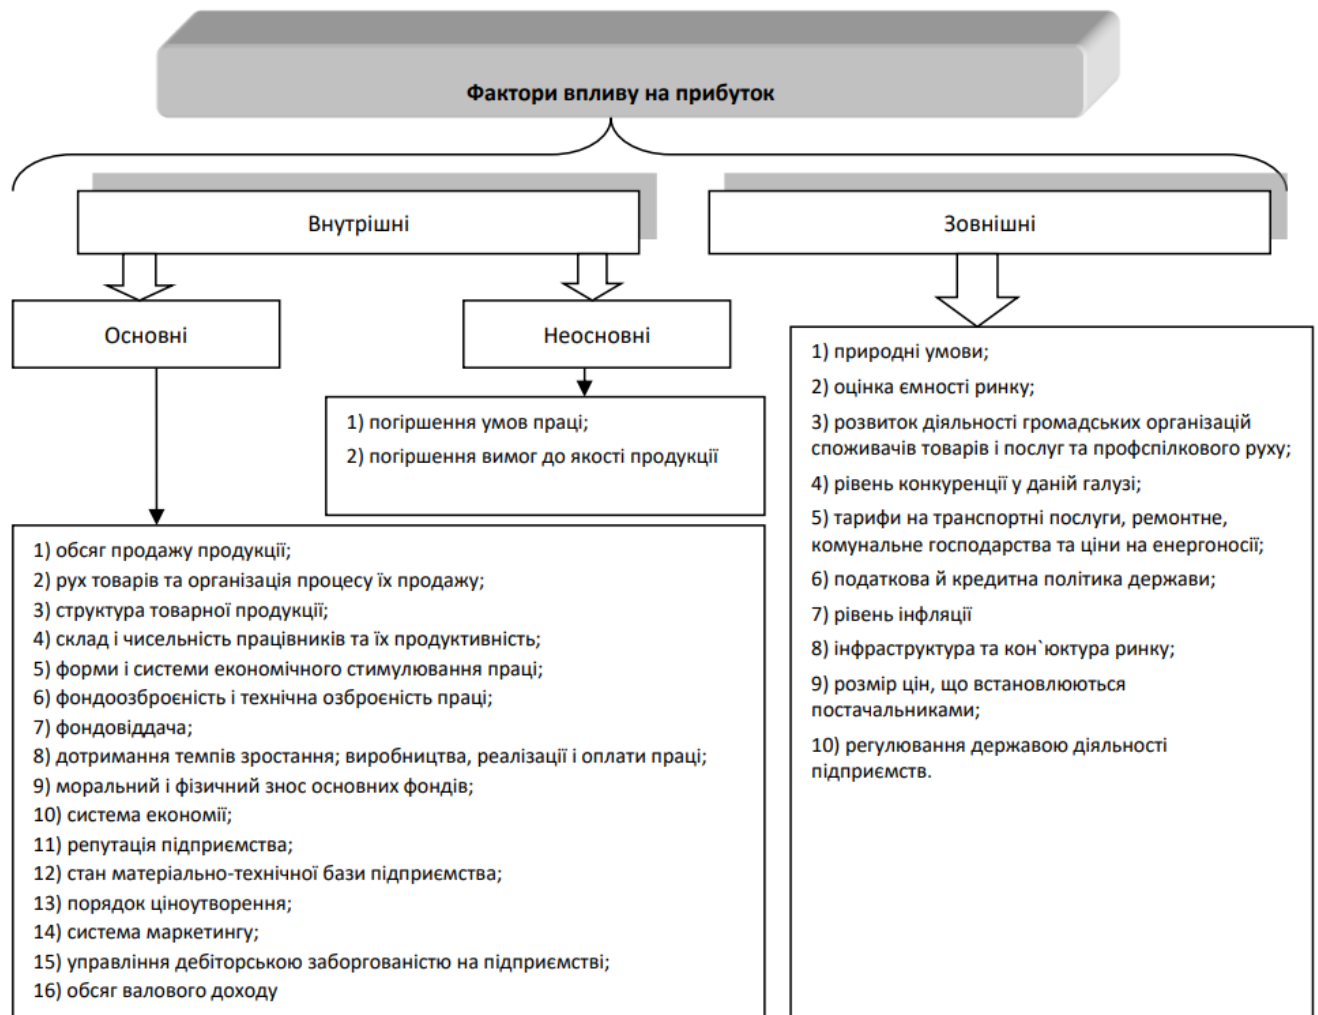 Фактори впливу на прибуток
Внутрішні
Зовнішні
Основні
Неосновні
1) погіршення умов праці;
2) погіршення вимог до якості продукції
1) обсяг продажу продукції;
2) рух товарів та організація процесу їх продажу;
3) структура товарної продукції;
4) склад і чисельність працівників та їх продуктивність;
5) форми і системи економічного стимулювання праці;
6) фондоозброєність і технічна озброєність праці;
7) фондовіддача;
8) дотримання темпів зростання; виробництва, реалізації і оплати праці;
9) моральний і фізичний знос основних фондів;
10) система економії;
11) репутація підприємства;
12) стан матеріально-технічної бази підприємства;
13) порядок ціноутворення;
14) система маркетингу;
15) управління дебіторською заборгованістю на підприємстві;
16) обсяг валового доходу
1) природні умови;
2) оцінка ємності ринку;
3) розвиток діяльності громадських організацій
споживачів товарів і послуг та профспілкового руху;
4) рівень конкуренції у даній галузі;
5) тарифи на транспортні послуги, ремонтне,
комунальне господарства та ціни на енергоносії;
6) податкова й кредитна політика держави;
7) рівень інфляції
8) інфраструктура та кон`юктура ринку;
9) розмір цін, що встановлюються
постачальниками;
10) регулювання державою діяльності
підприємств.